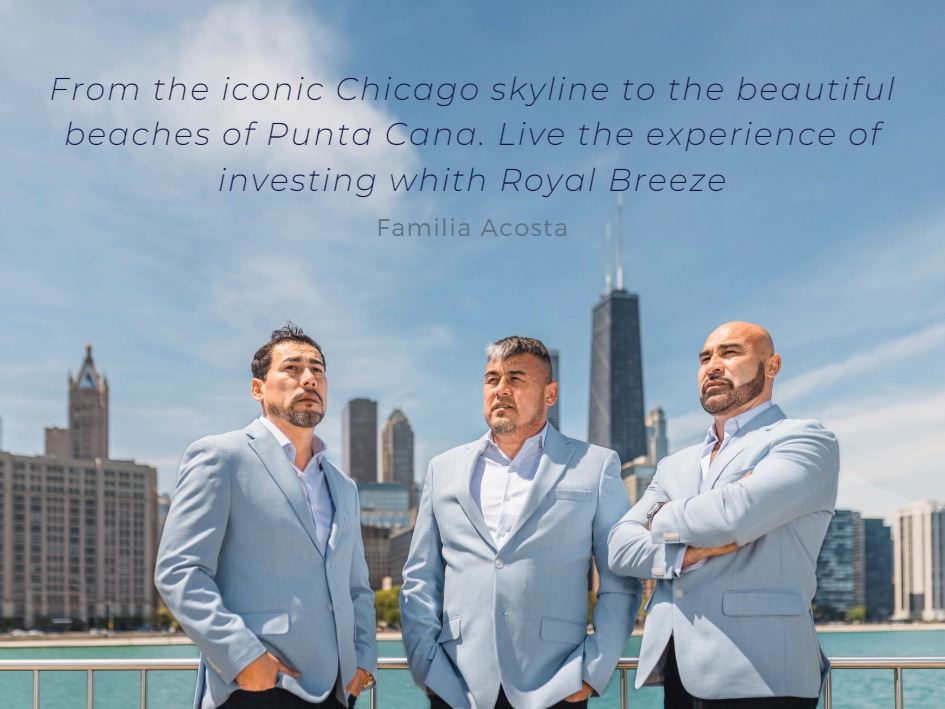 From the iconic Chicago skyline to the beautiful
beaches of Punta Cana. Live the experience of
investing whith Royal Breeze
Familia Acosta